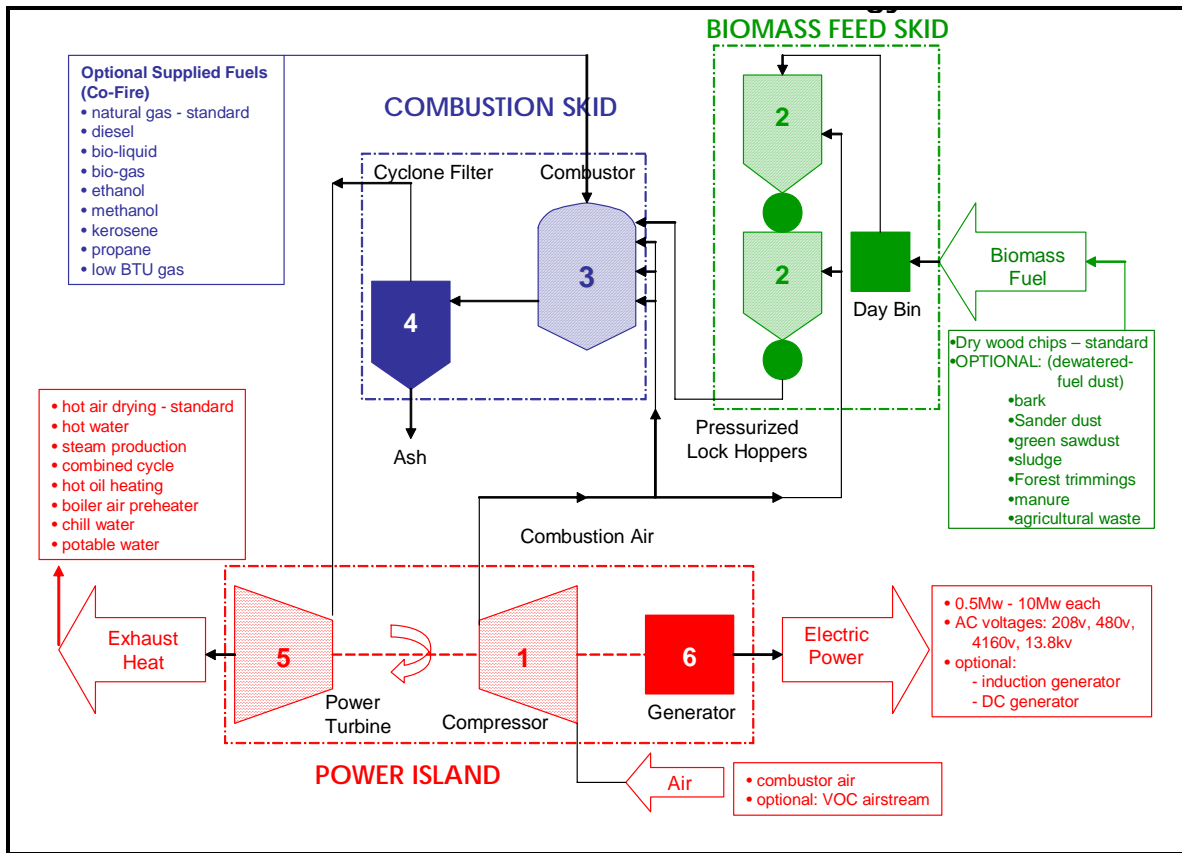 BIOMASS FEED SKID
Optional Supplied Fuels
(Co-Fire)
• natural gas - standard
• diesel
• bio-liquid
• bio-gas
• ethanol
• methanol
• kerosene
• propane
• low BTU gas
COMBUSTION SKID
Cyclone Filter
Combustor
2
2
3
4
Day Bin
Biomass
Fuel
•Dry wood chips – standard
•OPTIONAL: (dewatered-
fuel dust)
•bark
•Sander dust
•green sawdust
•sludge
•Forest trimmings
•manure
•agricultural waste
Pressurized
Lock Hoppers
Ash
• hot air drying - standard
• hot water
• steam production
• combined cycle
• hot oil heating
• boiler air preheater
• chill water
• potable water
Combustion Air
Exhaust
Heat
5
1
6
Power
Turbine
Compressor
Generator
Electric
Power
• 0.5Mw - 10Mw each
• AC voltages: 208v, 480v,
4160v, 13.8kv
• optional:
- induction generator
- DC generator
POWER ISLAND
Air
• combustor air
• optional: VOC airstream